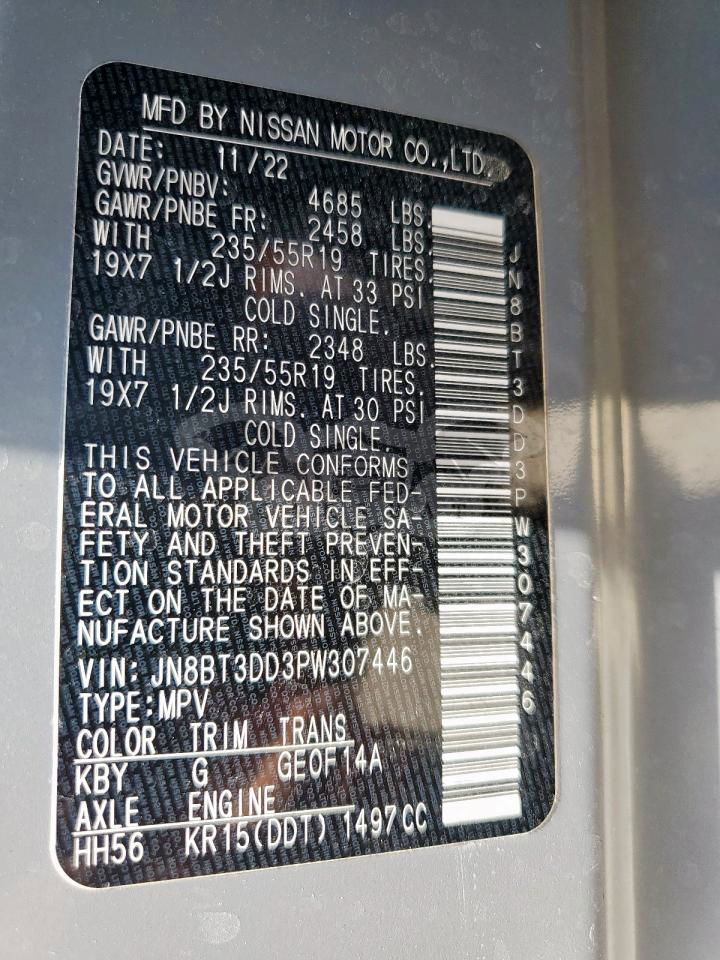 MFD BY NISSAN MOTOR CO.,LTD.
DATE: 11/22
GVWR/PNBV: 4685 LBS
GAWR/PNBE FR: 2458 LBS
WITH 235/55R19 TIRES.
19X7 1/2J RIMS. AT 33 PSI
COLD SINGLE.
GAWR/PNBE RR: 2348 LBS.
WITH 235/55R19 TIRES.
19X7 1/2J RIMS. AT 30 PSI
COLD SINGLE.
THIS VEHICLE CONFORMS
TO ALL APPLICABLE FED-
ERAL MOTOR VEHICLE SA-
FETY AND THEFT PREVEN-
TION STANDARDS IN EFF-
ECT ON THE DATE OF MA-
NUFACTURE SHOWN ABOVE.
VIN: JN8BT3DD3PW307446
TYPE:MPV
COLOR TRIM TRANS
KBY G GE0F14A
AXLE ENGINE
HH56 KR15(DDT) 1497CC
JN8BT3DD3PW307446